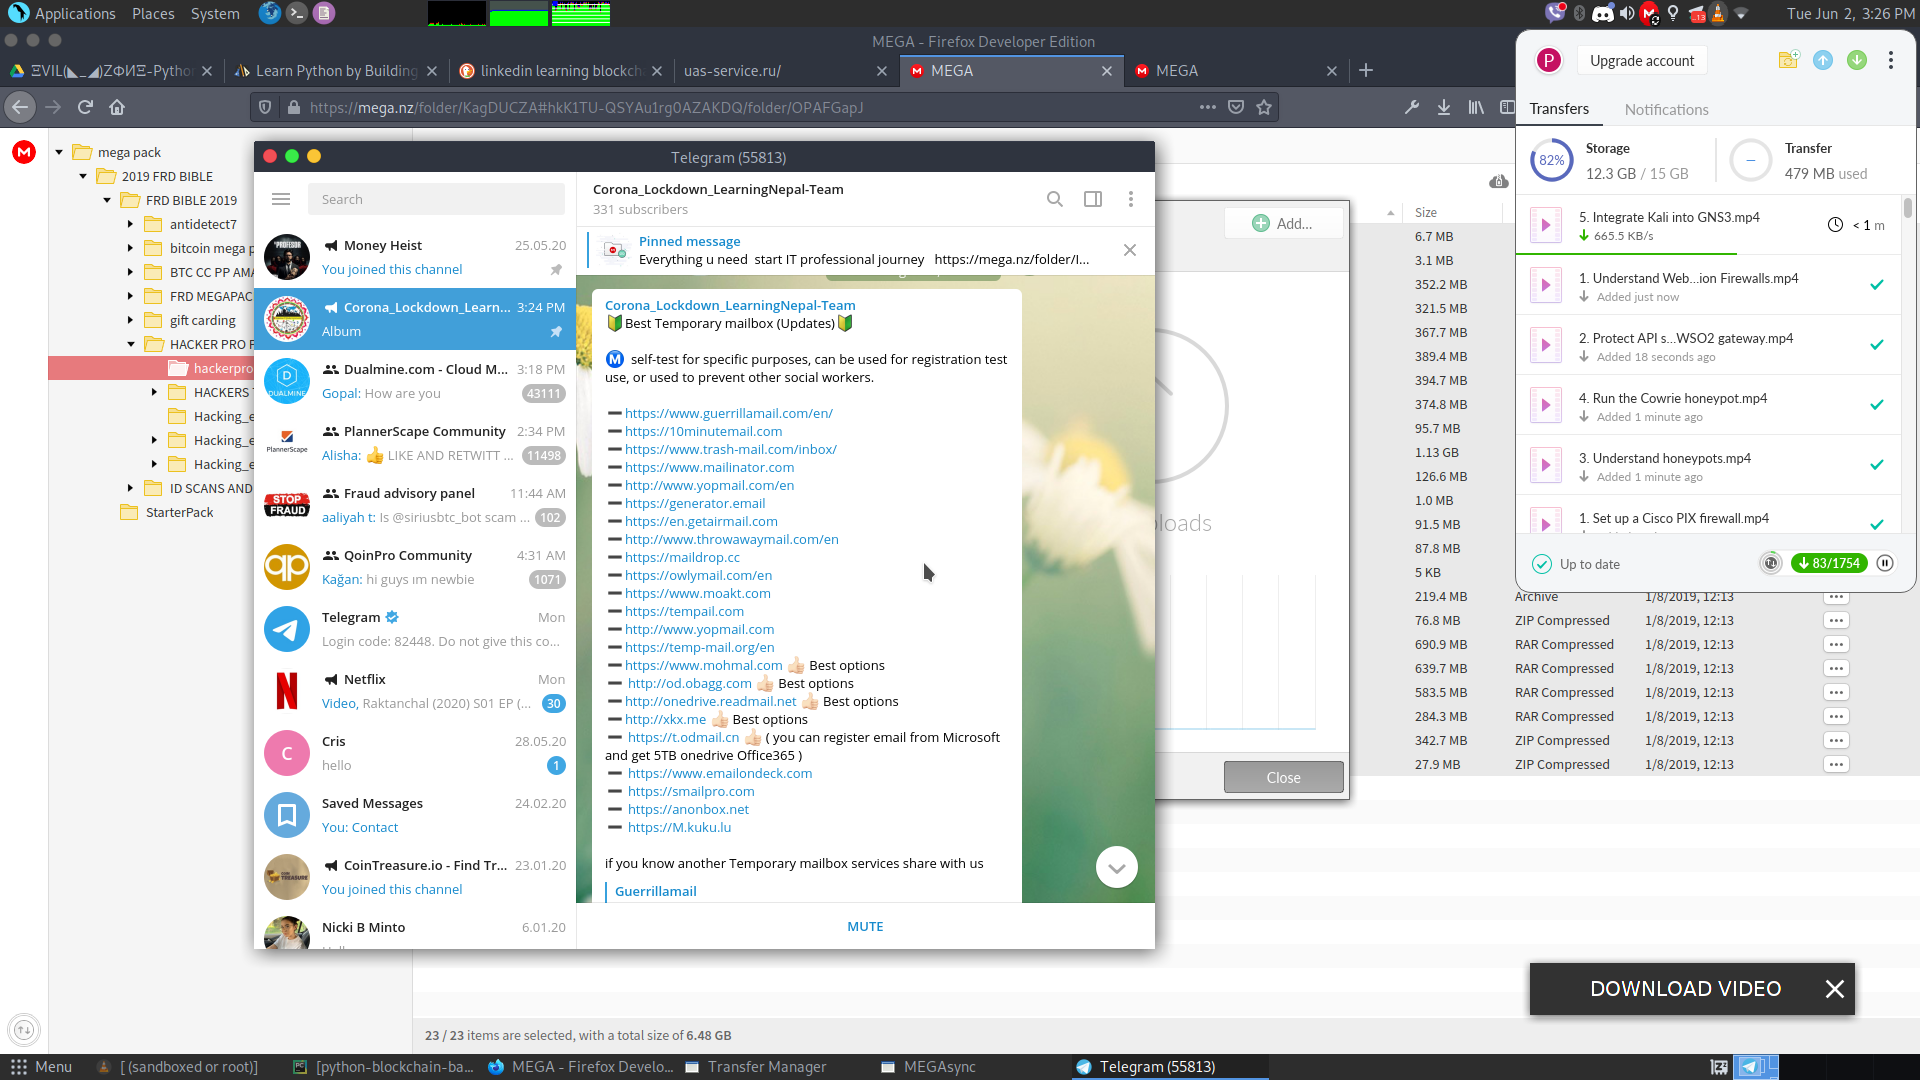 Applications Places System
Tue Jun 2, 3:26 PM
MEGA - Firefox Developer Edition
ΞVIL(◣_◢)ZΦИΞ-Pytho
Learn Python by Building
linkedin learning blockch
uas-service.ru/
MEGA
MEGA
https://mega.nz/folder/KagDUCZA#hkK1TU-QSYAu1rg0AZAKDQ/folder/OPAFGapJ
mega pack
2019 FRD BIBLE
FRD BIBLE 2019
antidetect7
bitcoin mega p
BTC CC PP AMA
FRD MEGAPAC
gift carding
HACKER PRO F
hackerpro
HACKERS
Hacking_e
Hacking_e
Hacking_e
ID SCANS AND
StarterPack
Telegram (55813)
Search
Money Heist 25.05.20
You joined this channel
Corona_Lockdown_Learn... 3:24 PM
Album
Dualmine.com - Cloud M... 3:18 PM
Gopal: How are you 43111
PlannerScape Community 2:34 PM
Alisha: 👍 LIKE AND RETWITT ... 11498
Fraud advisory panel 11:44 AM
aaliyah t: Is @siriusbtc_bot scam ... 102
QoinPro Community 4:31 AM
Kağan: hi guys ım newbie 1071
Telegram Mon
Login code: 82448. Do not give this co...
Netflix Mon
Video, Raktanchal (2020) S01 EP (... 30
Cris 28.05.20
hello 1
Saved Messages 24.02.20
You: Contact
CoinTreasure.io - Find Tr... 23.01.20
You joined this channel
Nicki B Minto 6.01.20
Corona_Lockdown_LearningNepal-Team
331 subscribers
Pinned message
Everything u need start IT professional journey https://mega.nz/folder/I...
Corona_Lockdown_LearningNepal-Team
🔰Best Temporary mailbox (Updates)🔰
Ⓜ️ self-test for specific purposes, can be used for registration test
use, or used to prevent other social workers.
➖https://www.guerrillamail.com/en/
➖https://10minutemail.com
➖https://www.trash-mail.com/inbox/
➖https://www.mailinator.com
➖http://www.yopmail.com/en
➖https://generator.email
➖https://en.getairmail.com
➖http://www.throwawaymail.com/en
➖https://maildrop.cc
➖https://owlymail.com/en
➖https://www.moakt.com
➖https://tempail.com
➖http://www.yopmail.com
➖https://temp-mail.org/en
➖https://www.mohmal.com 👍🏻 Best options
➖ http://od.obagg.com 👍🏻 Best options
➖http://onedrive.readmail.net 👍🏻 Best options
➖http://xkx.me 👍🏻 Best options
➖ https://t.odmail.cn 👍🏻 ( you can register email from Microsoft
and get 5TB onedrive Office365 )
➖ https://www.emailondeck.com
➖ https://smailpro.com
➖ https://anonbox.net
➖ https://M.kuku.lu
if you know another Temporary mailbox services share with us
Guerrillamail
MUTE
Add...
Close
Size
6.7 MB
3.1 MB
352.2 MB
321.5 MB
367.7 MB
389.4 MB
394.7 MB
374.8 MB
95.7 MB
1.13 GB
126.6 MB
1.0 MB
91.5 MB
87.8 MB
5 KB
219.4 MB Archive 1/8/2019, 12:13
76.8 MB ZIP Compressed 1/8/2019, 12:13
690.9 MB RAR Compressed 1/8/2019, 12:13
639.7 MB RAR Compressed 1/8/2019, 12:13
583.5 MB RAR Compressed 1/8/2019, 12:13
284.3 MB RAR Compressed 1/8/2019, 12:13
342.7 MB ZIP Compressed 1/8/2019, 12:13
27.9 MB ZIP Compressed 1/8/2019, 12:13
P Upgrade account
Transfers Notifications
82% Storage
12.3 GB / 15 GB
Transfer
479 MB used
5. Integrate Kali into GNS3.mp4
665.5 KB/s < 1 m
1. Understand Web...ion Firewalls.mp4
Added just now
2. Protect API s...WSO2 gateway.mp4
Added 18 seconds ago
4. Run the Cowrie honeypot.mp4
Added 1 minute ago
3. Understand honeypots.mp4
Added 1 minute ago
1. Set up a Cisco PIX firewall.mp4
Up to date 83/1754
DOWNLOAD VIDEO
23 / 23 items are selected, with a total size of 6.48 GB
Menu
[ (sandboxed or root)]
[python-blockchain-ba...
MEGA - Firefox Develo...
Transfer Manager
MEGAsync
Telegram (55813)